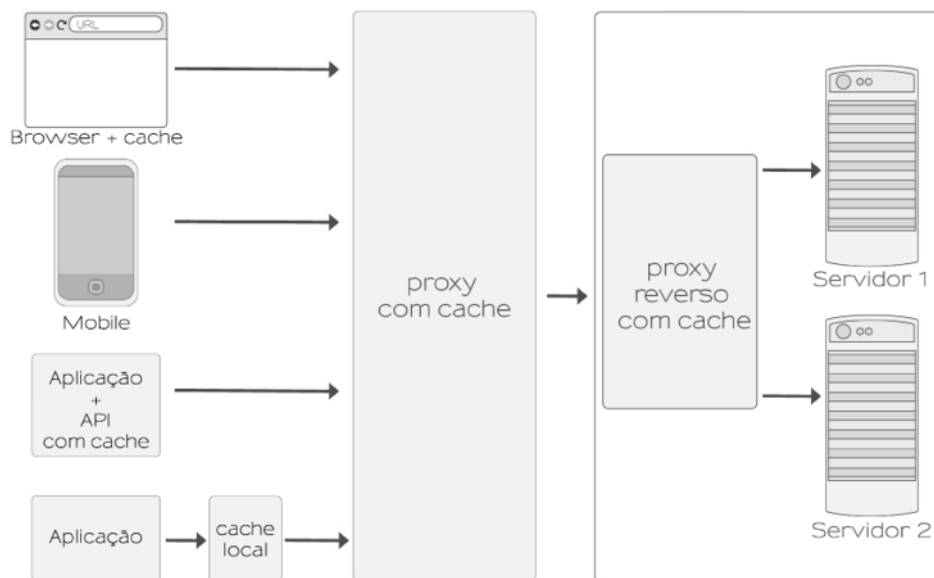 URL
Browser + cache
Mobile
Aplicação
+
API
com cache
Aplicação
cache
local
proxy
com cache
proxy
reverso
com cache
Servidor 1
Servidor 2